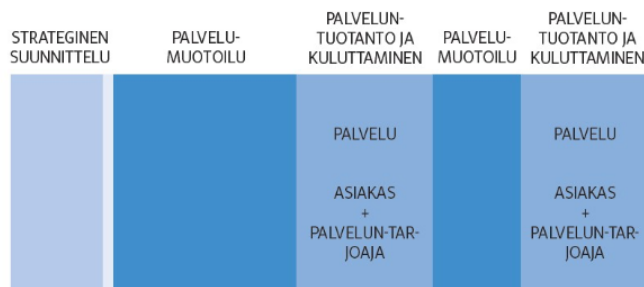 STRATEGINEN
SUUNNITTELU
PALVELU-
MUOTOILU
PALVELUN-
TUOTANTO JA
KULUTTAMINEN
PALVELU-
MUOTOILU
PALVELUN-
TUOTANTO JA
KULUTTAMINEN
PALVELU
ASIAKAS
+
PALVELUN-TAR-
JOAJA
PALVELU
ASIAKAS
+
PALVELUN-TAR-
JOAJA